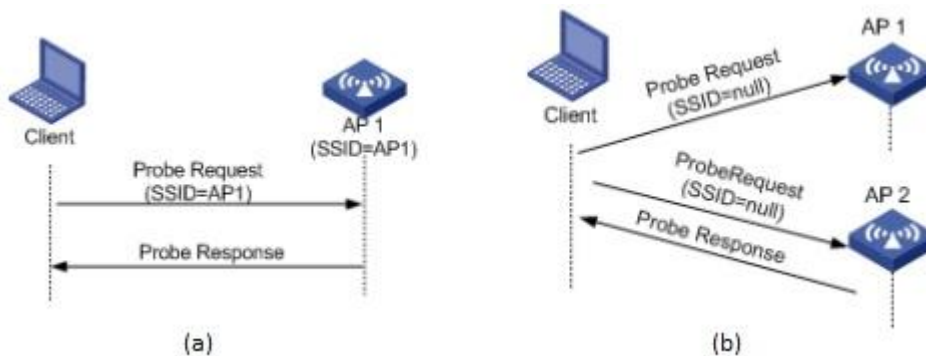 Client
AP 1
(SSID=AP1)
Probe Request
(SSID=AP1)
Probe Response
(a)
Client
AP 1
Probe Request
(SSID=null)
ProbeRequest
(SSID=null)
AP 2
Probe Response
(b)